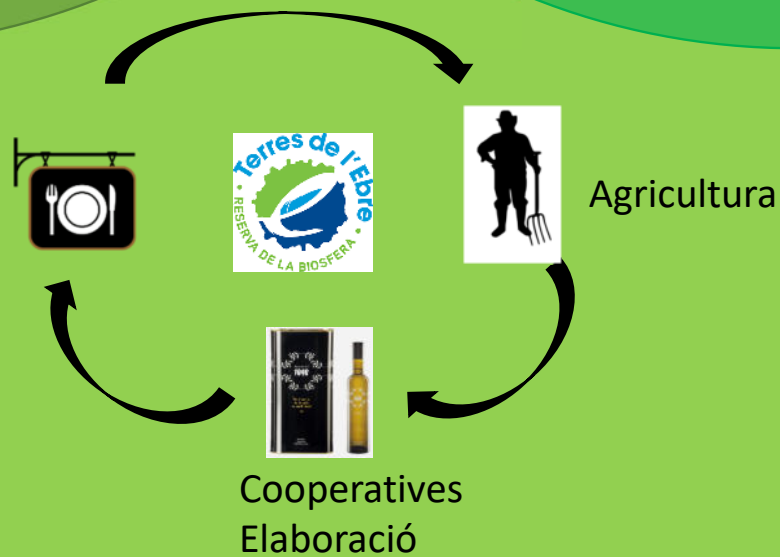 Terres de l'Ebre
• RESERVA DE LA BIOSFERA •
Agricultura
Cooperatives
Elaboració